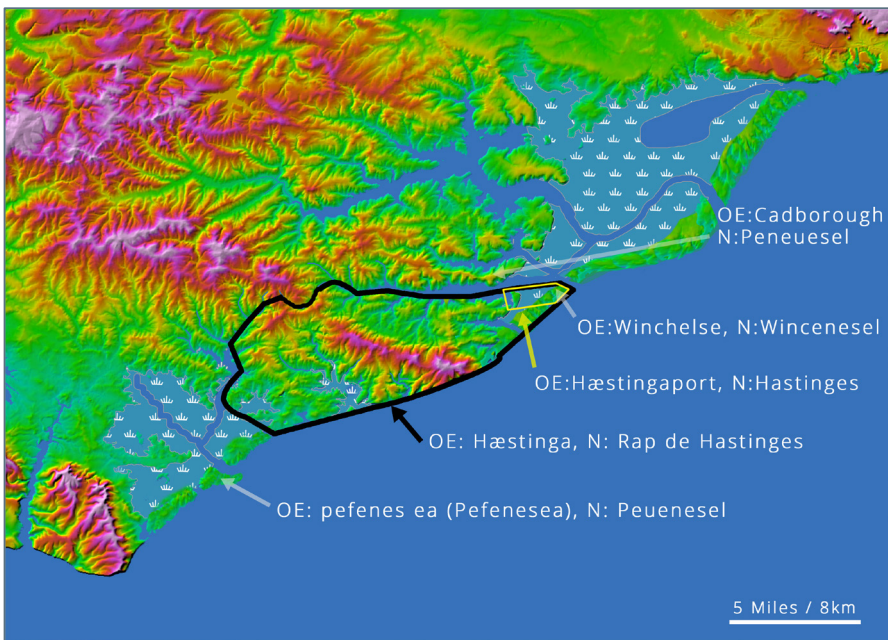 OE:Cadborough
N:Peneuesel
OE:Winchelse, N:Wincenesel
OE:Hæstingaport, N:Hastinges
OE: Hæstinga, N: Rap de Hastinges
OE: pefenes ea (Pefenesea), N: Peuenesel
5 Miles / 8km